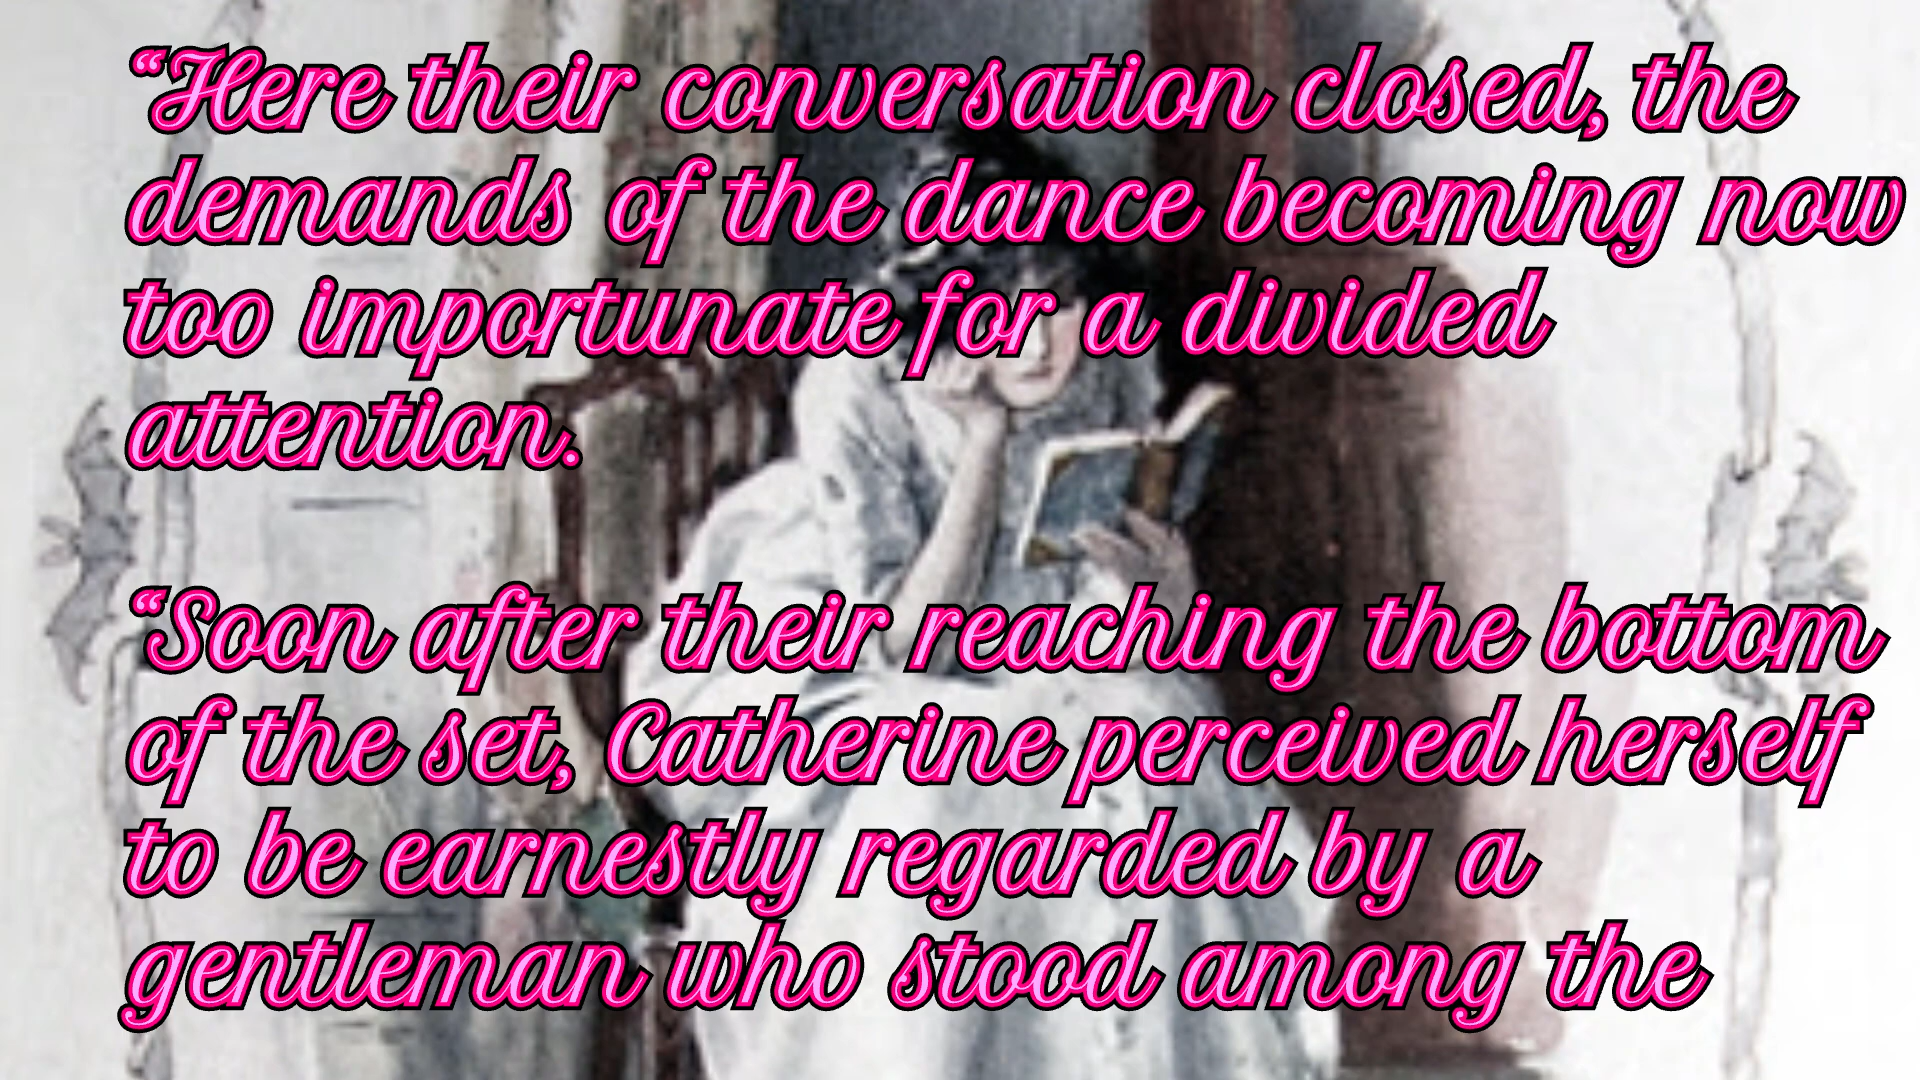 “Here their conversation closed, the
demands of the dance becoming now
too importunate for a divided
attention.
“Soon after their reaching the bottom
of the set, Catherine perceived herself
to be earnestly regarded by a
gentleman who stood among the